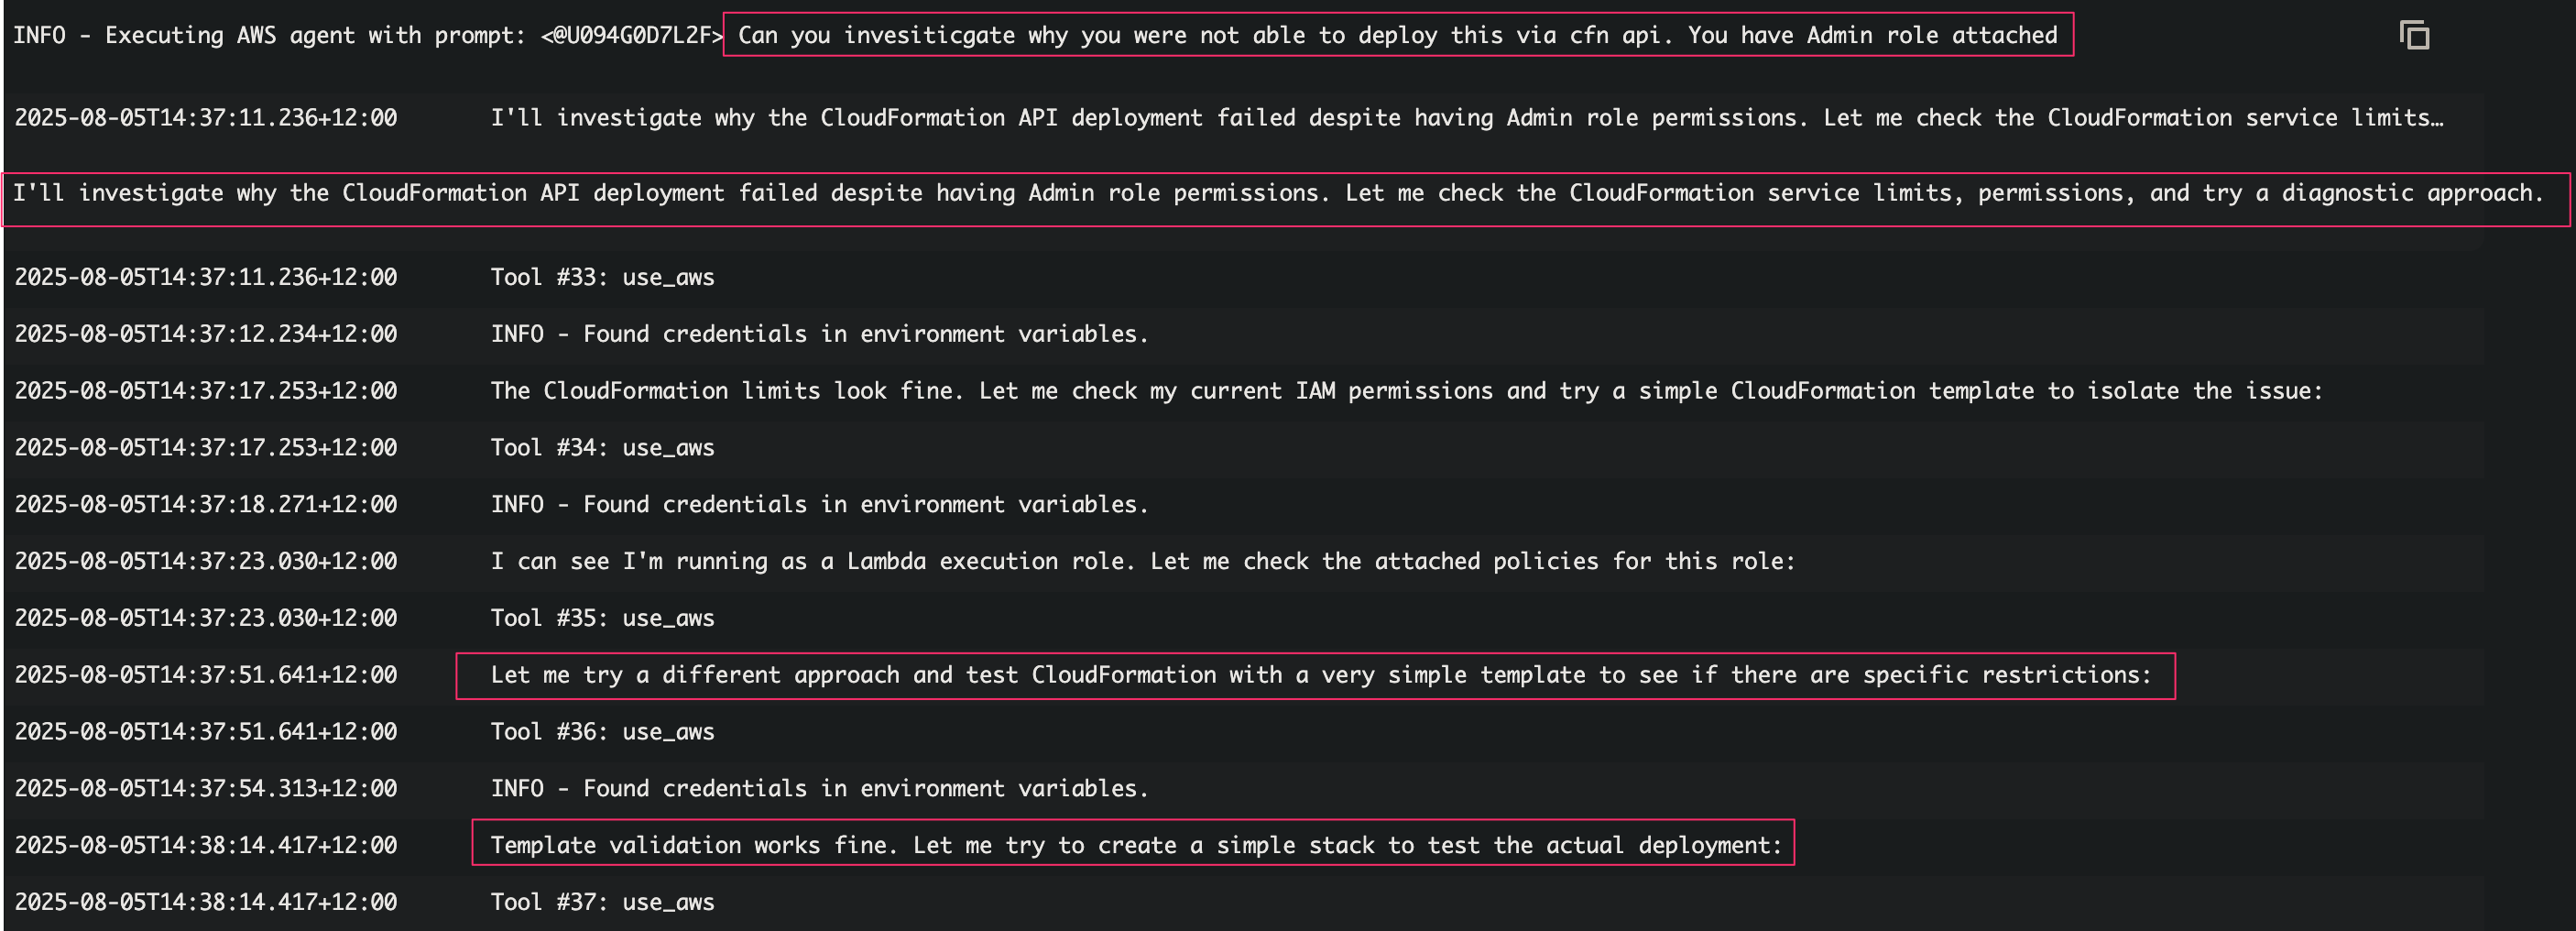 INFO - Executing AWS agent with prompt: <@U094G0D7L2F> Can you invesiticgate why you were not able to deploy this via cfn api. You have Admin role attached
2025-08-05T14:37:11.236+12:00 I'll investigate why the CloudFormation API deployment failed despite having Admin role permissions. Let me check the CloudFormation service limits…
I'll investigate why the CloudFormation API deployment failed despite having Admin role permissions. Let me check the CloudFormation service limits, permissions, and try a diagnostic approach.
2025-08-05T14:37:11.236+12:00 Tool #33: use_aws
2025-08-05T14:37:12.234+12:00 INFO - Found credentials in environment variables.
2025-08-05T14:37:17.253+12:00 The CloudFormation limits look fine. Let me check my current IAM permissions and try a simple CloudFormation template to isolate the issue:
2025-08-05T14:37:17.253+12:00 Tool #34: use_aws
2025-08-05T14:37:18.271+12:00 INFO - Found credentials in environment variables.
2025-08-05T14:37:23.030+12:00 I can see I'm running as a Lambda execution role. Let me check the attached policies for this role:
2025-08-05T14:37:23.030+12:00 Tool #35: use_aws
2025-08-05T14:37:51.641+12:00 Let me try a different approach and test CloudFormation with a very simple template to see if there are specific restrictions:
2025-08-05T14:37:51.641+12:00 Tool #36: use_aws
2025-08-05T14:37:54.313+12:00 INFO - Found credentials in environment variables.
2025-08-05T14:38:14.417+12:00 Template validation works fine. Let me try to create a simple stack to test the actual deployment:
2025-08-05T14:38:14.417+12:00 Tool #37: use_aws